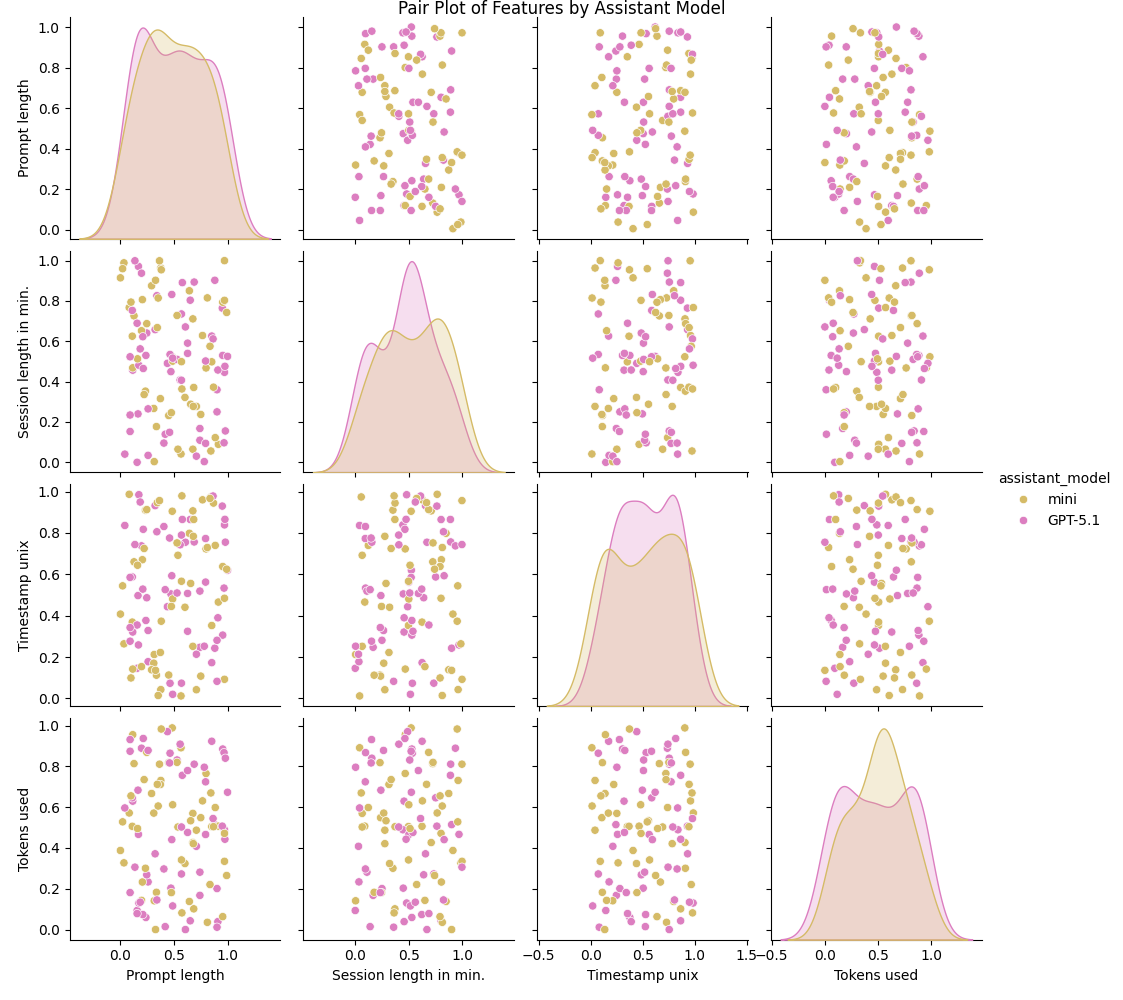 Pair Plot of Features by Assistant Model
1.0
0.8
0.6
0.4
0.2
0.0
Prompt length
1.0
0.8
0.6
0.4
0.2
0.0
Session length in min.
1.0
0.8
0.6
0.4
0.2
0.0
Timestamp unix
1.0
0.8
0.6
0.4
0.2
0.0
Tokens used
0.0 0.5 1.0
Prompt length
0.0 0.5 1.0
Session length in min.
−0.5 0.0 0.5 1.0 1.5
Timestamp unix
−0.5 0.0 0.5 1.0
Tokens used
assistant_model
mini
GPT-5.1